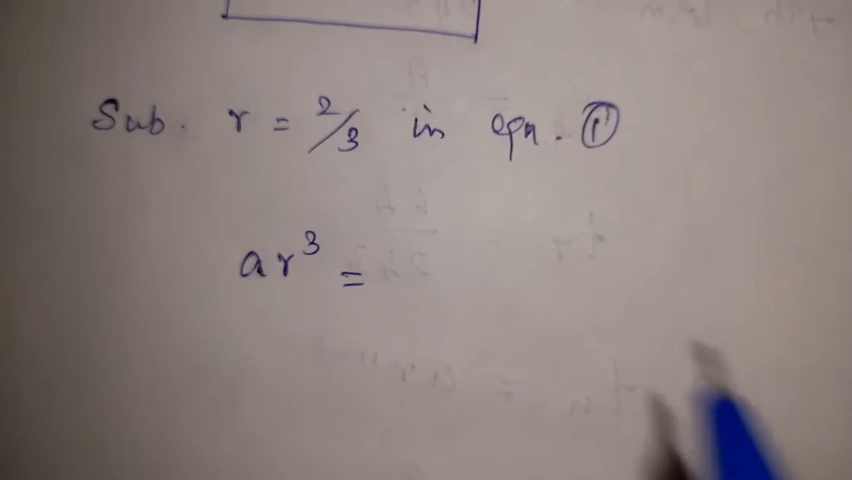 Sub. r = 2/3 in eqn. ①
ar³ =